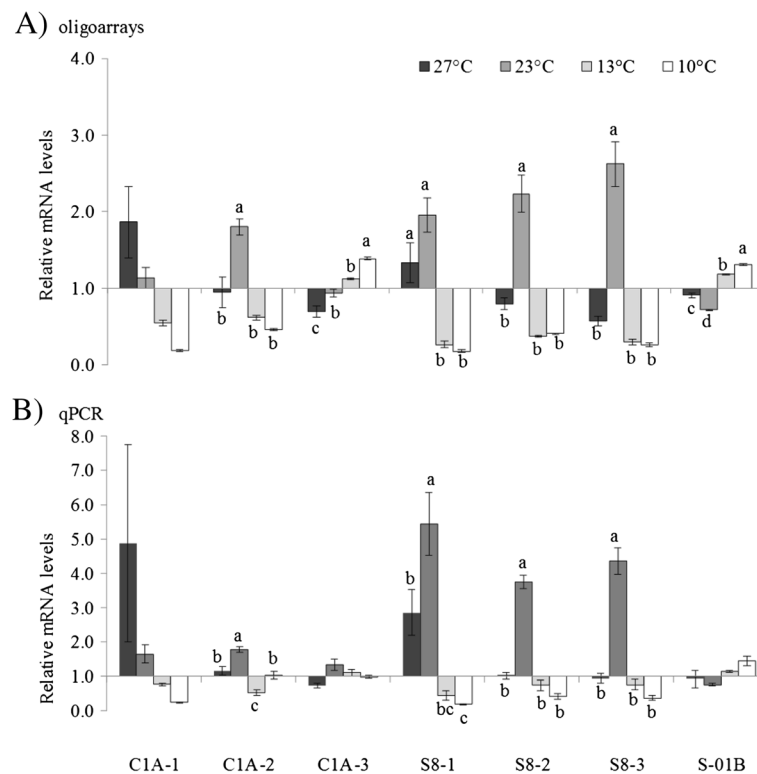 A) oligoarrays
27°C 23°C 13°C 10°C
Relative mRNA levels
4.0
3.0
2.0
1.0
0.0
a
b b b
a
b
c b
a a
b b
a
b b b
a
b b b
a
b
c d
B) qPCR
Relative mRNA levels
8.0
7.0
6.0
5.0
4.0
3.0
2.0
1.0
0.0
a
b b
c
a
b
bc c
a
b b b
a
b b b
C1A-1 C1A-2 C1A-3 S8-1 S8-2 S8-3 S-01B